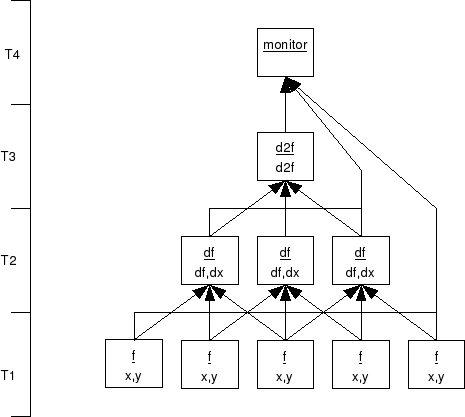 T4
monitor
T3
d2f
d2f
T2
df df df
df,dx df,dx df,dx
T1
f f f f f
x,y x,y x,y x,y x,y